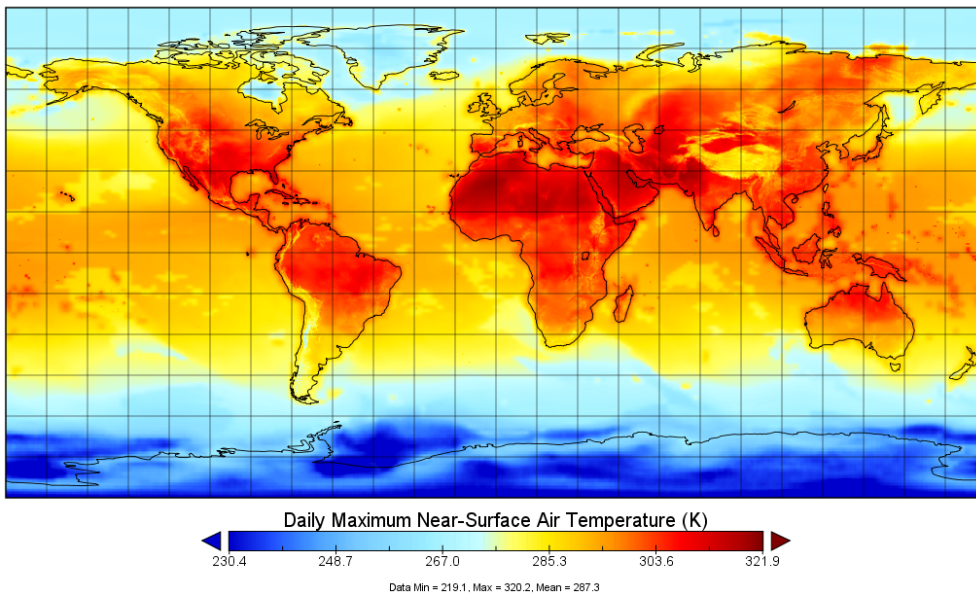 Daily Maximum Near-Surface Air Temperature (K)
230.4 248.7 267.0 285.3 303.6 321.9
Data Min = 219.1, Max = 320.2, Mean = 287.3